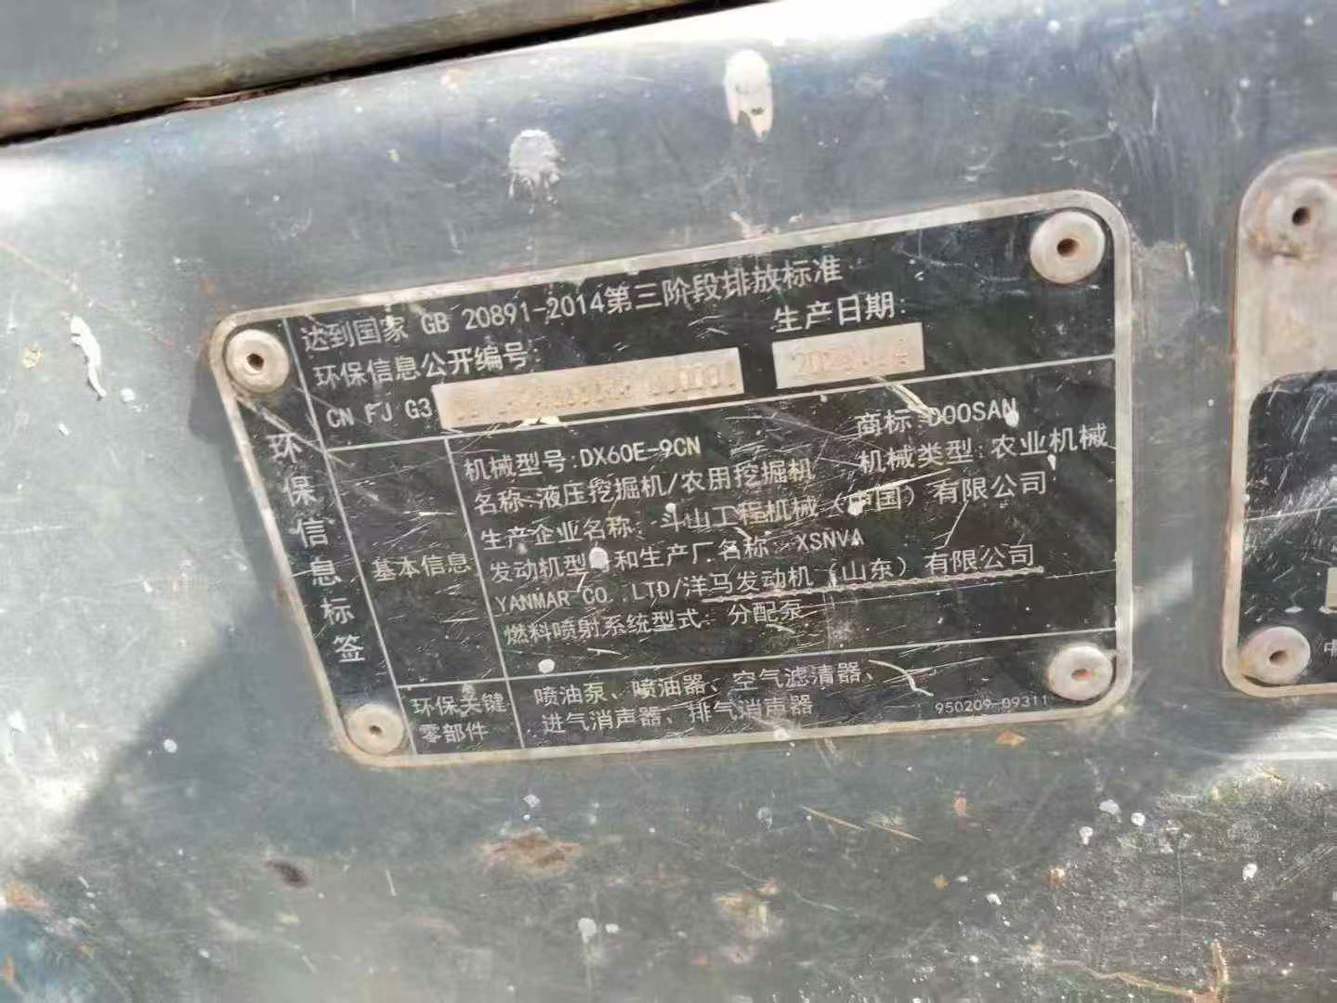 环保信息标签
达到国家 GB 20891-2014第三阶段排放标准
环保信息公开编号:
生产日期:
CN FJ G3
基本信息
机械型号:DX60E-9CN
商标:DOOSAN
名称:液压挖掘机/农用挖掘机
机械类型:农业机械
生产企业名称: 斗山工程机械（中国）有限公司
发动机型号和生产厂名称: XSNVA
YANMAR CO. LTD/洋马发动机（山东）有限公司
燃料喷射系统型式: 分配泵
环保关键
零部件
喷油泵、喷油器、空气滤清器、
进气消声器、排气消声器
950209-09311